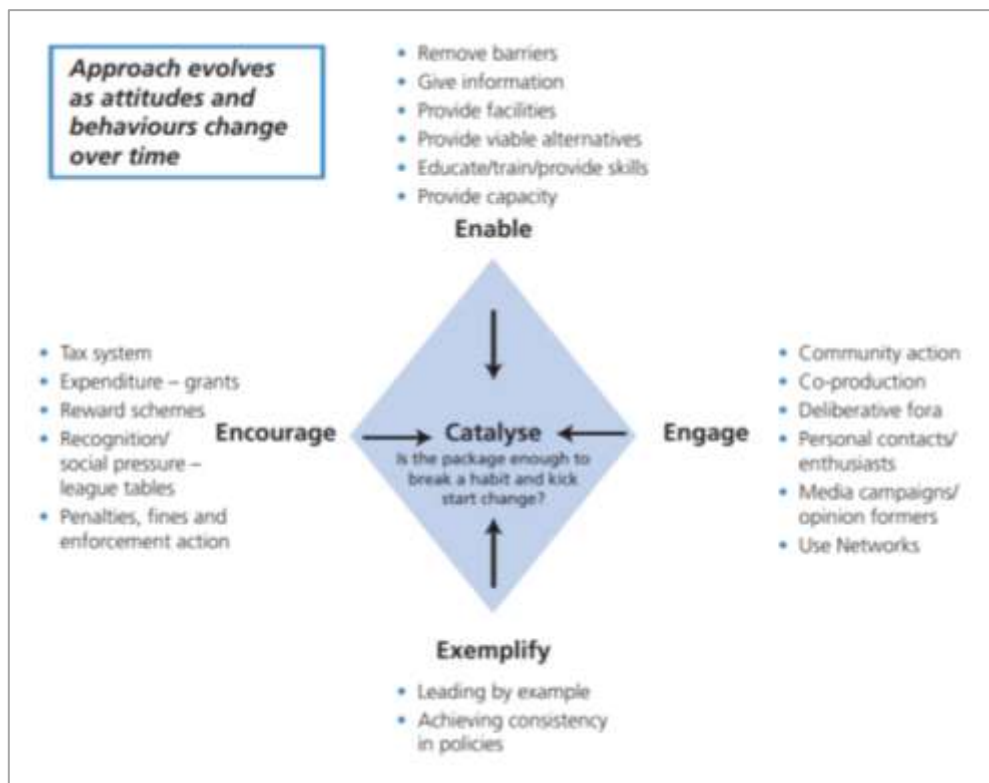 Approach evolves
as attitudes and
behaviours change
over time
• Remove barriers
• Give information
• Provide facilities
• Provide viable alternatives
• Educate/train/provide skills
• Provide capacity
Enable
• Tax system
• Expenditure – grants
• Reward schemes
• Recognition/
social pressure –
league tables
• Penalties, fines and
enforcement action
Encourage
Catalyse
Is the package enough to
break a habit and kick
start change?
Engage
• Community action
• Co-production
• Deliberative fora
• Personal contacts/
enthusiasts
• Media campaigns/
opinion formers
• Use Networks
Exemplify
• Leading by example
• Achieving consistency
in policies